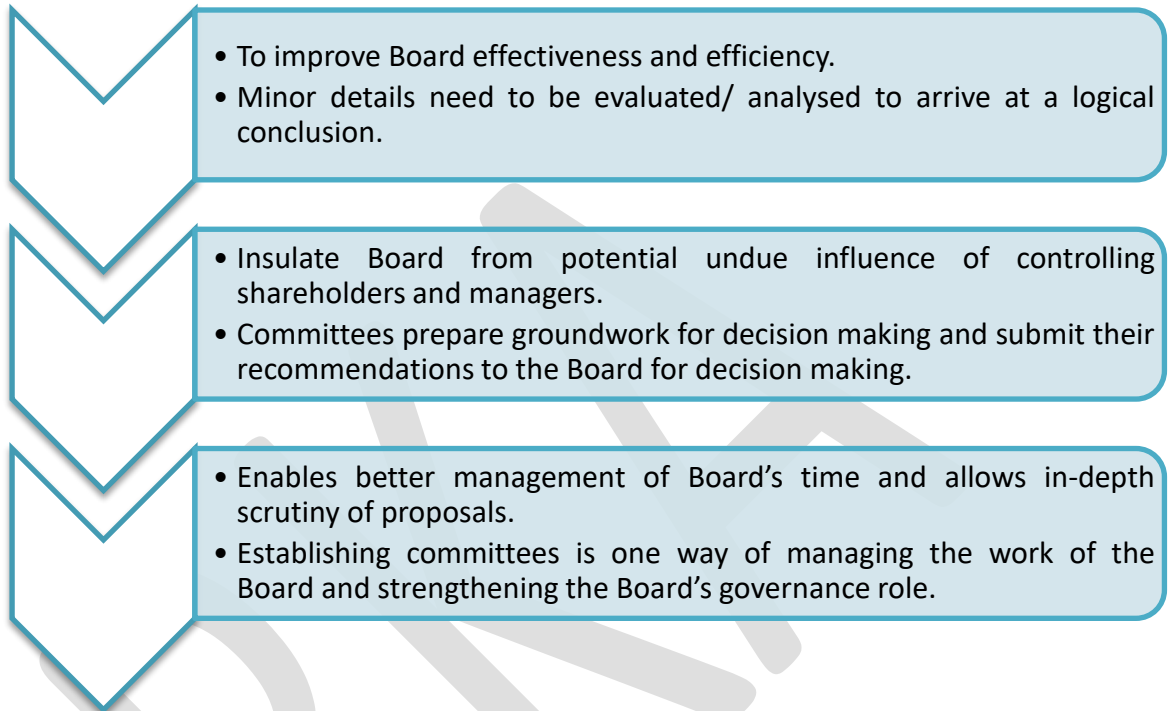 • To improve Board effectiveness and efficiency.
• Minor details need to be evaluated/ analysed to arrive at a logical
conclusion.
• Insulate Board from potential undue influence of controlling
shareholders and managers.
• Committees prepare groundwork for decision making and submit their
recommendations to the Board for decision making.
• Enables better management of Board’s time and allows in-depth
scrutiny of proposals.
• Establishing committees is one way of managing the work of the
Board and strengthening the Board’s governance role.